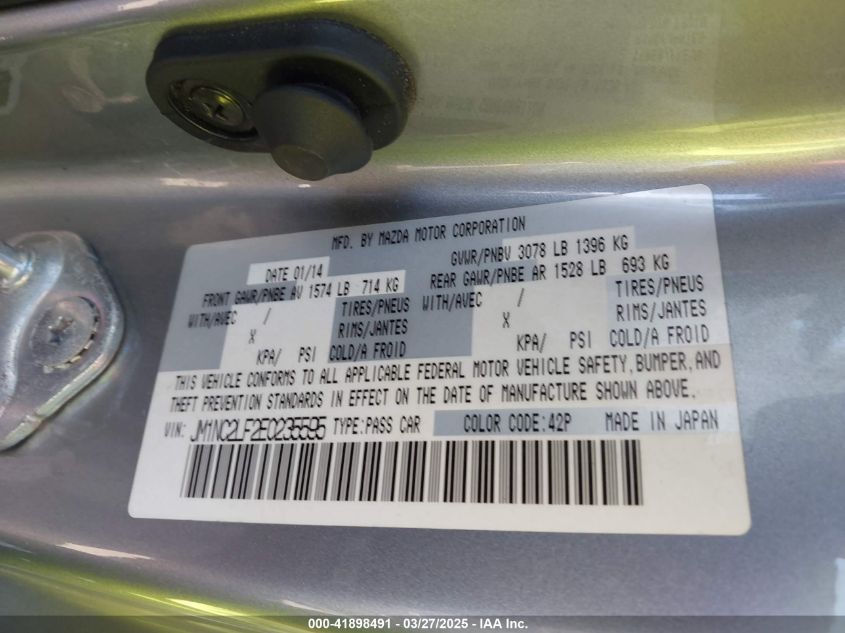 MFD. BY MAZDA MOTOR CORPORATION
DATE 01/14 GVWR/PNBV 3078 LB 1396 KG
FRONT GAWR/PNBE AV 1574 LB 714 KG REAR GAWR/PNBE AR 1528 LB 693 KG
WITH/AVEC / TIRES/PNEUS WITH/AVEC / TIRES/PNEUS
X RIMS/JANTES X RIMS/JANTES
KPA/ PSI COLD/A FROID KPA/ PSI COLD/A FROID
THIS VEHICLE CONFORMS TO ALL APPLICABLE FEDERAL MOTOR VEHICLE SAFETY, BUMPER, AND
THEFT PREVENTION STANDARDS IN EFFECT ON THE DATE OF MANUFACTURE SHOWN ABOVE.
VIN: JM1NC2LF2E0235595 TYPE:PASS CAR COLOR CODE:42P MADE IN JAPAN
000-41898491 — 03/27/2025 - IAA Inc.